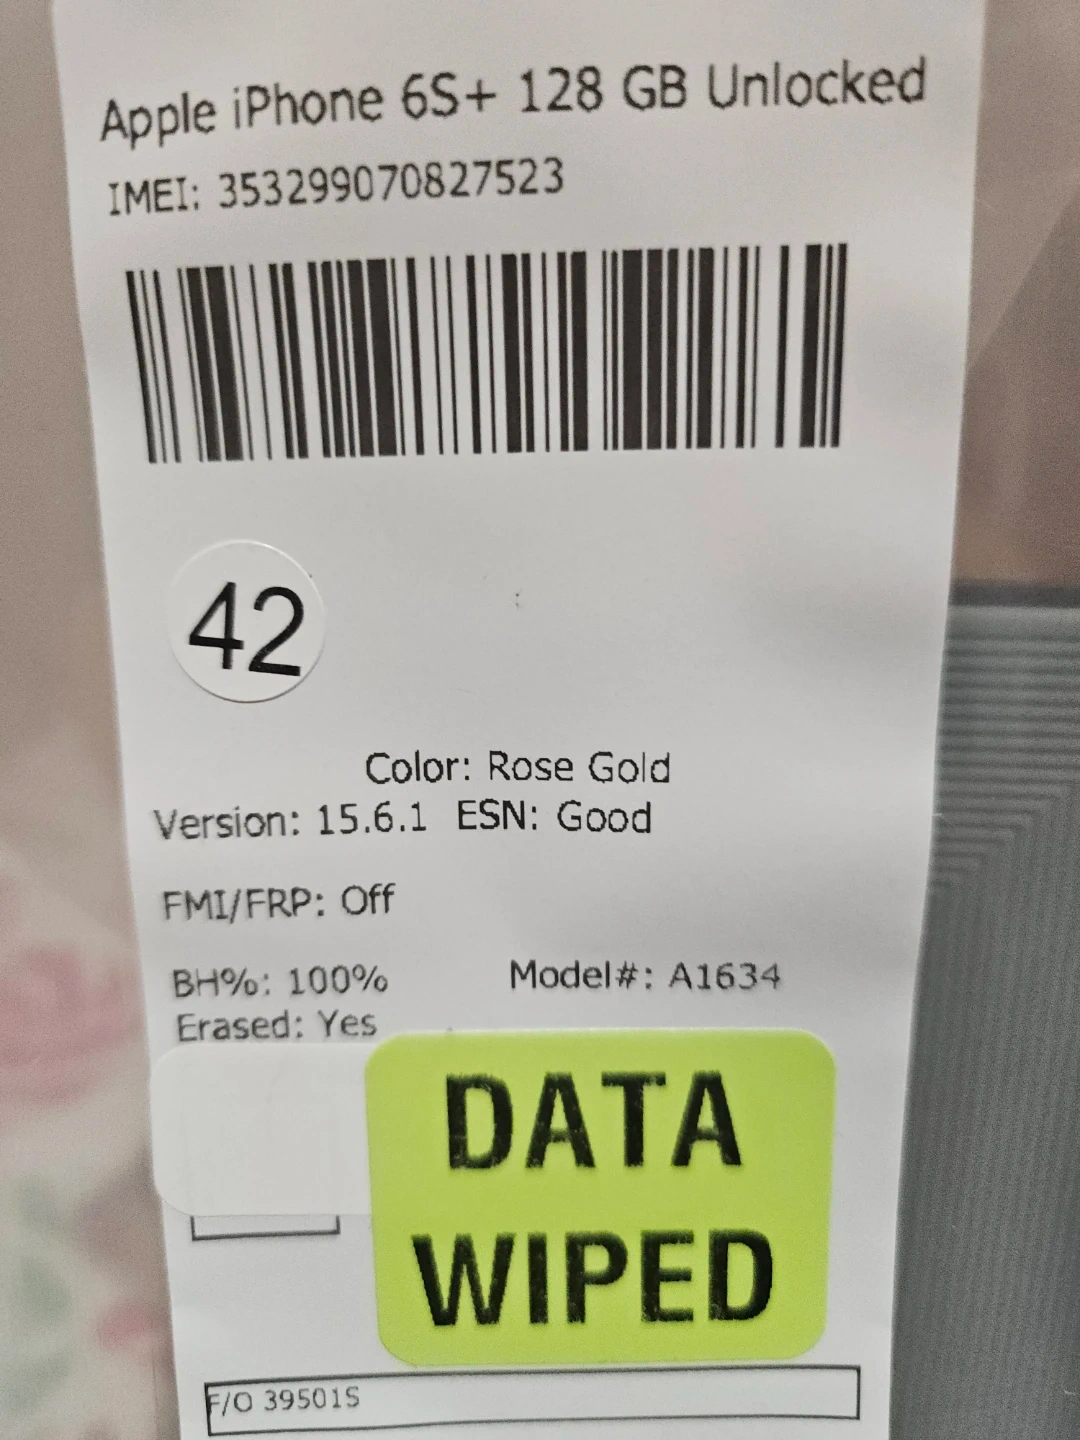 Apple iPhone 6S+ 128 GB Unlocked
IMEI: 353299070827523
42
Color: Rose Gold
Version: 15.6.1 ESN: Good
FMI/FRP: Off
BH%: 100% Model#: A1634
Erased: Yes
DATA
WIPED
F/O 39501S